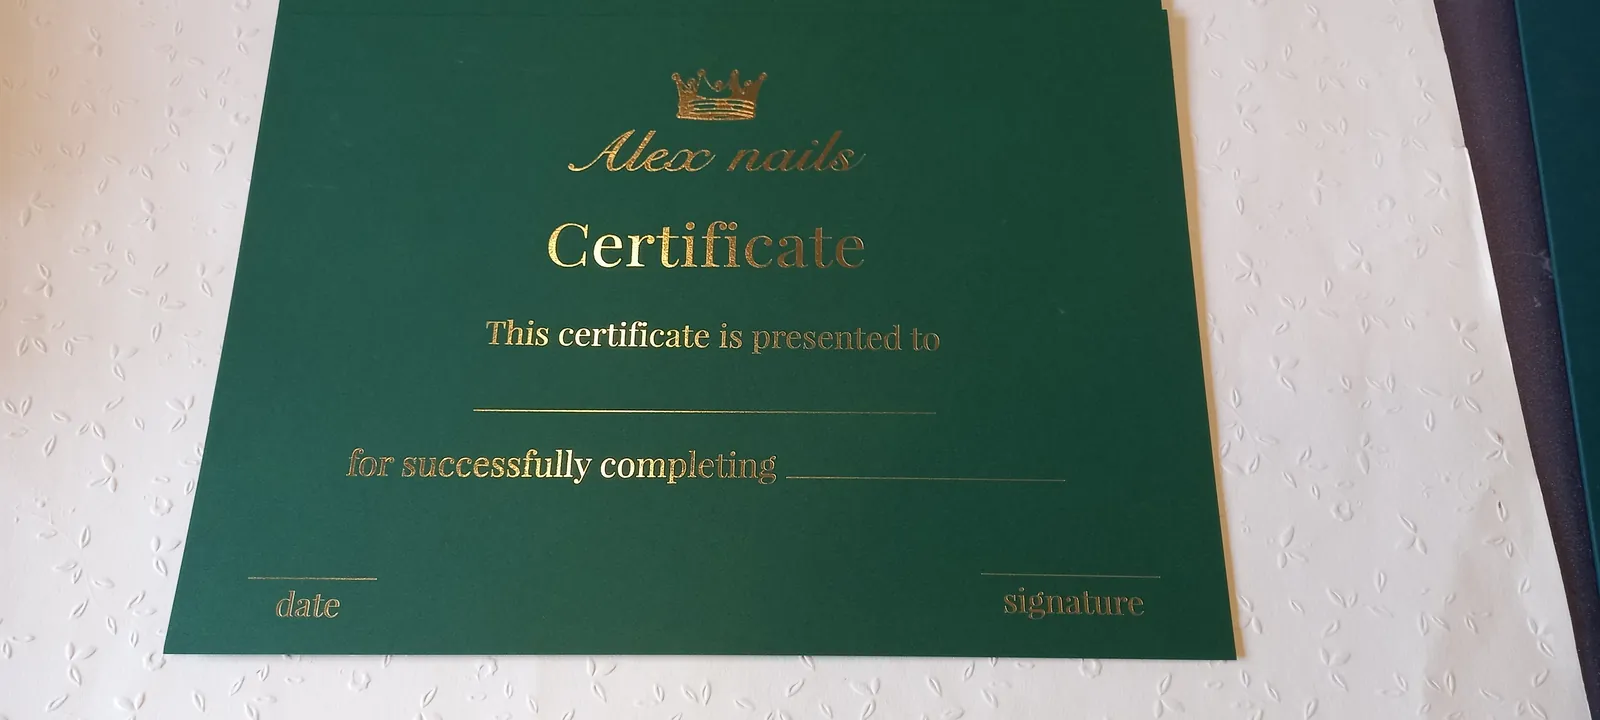 Alex nails
Certificate
This certificate is presented to
for successfully completing
date
signature